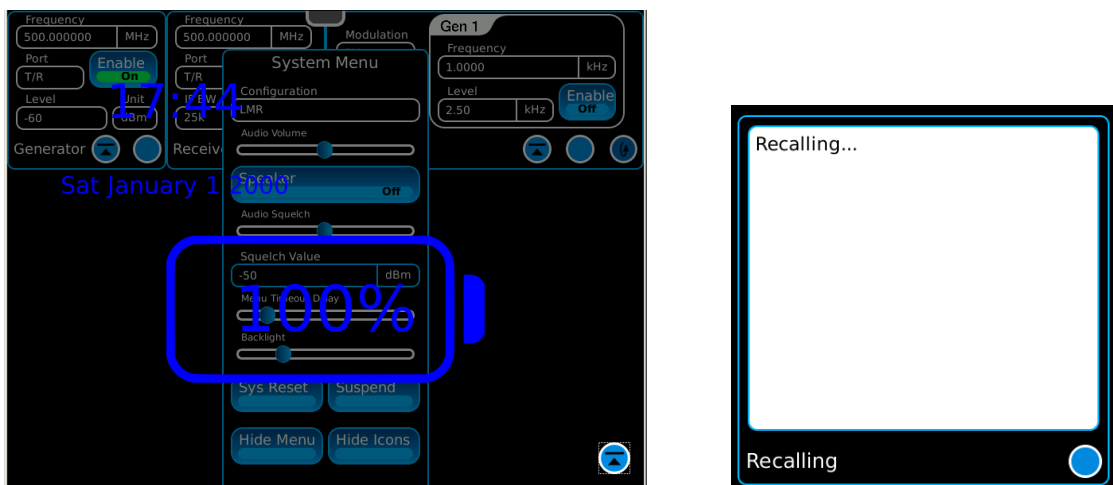 Frequency
500.000000 MHz
Port
T/R
Enable
On
Level Unit
-60 dBm
Generator
Frequency
500.000000 MHz
Port
T/R
IF BW
25k
Receiv
Modulation
Gen 1
Frequency
1.0000 kHz
Level
2.50 kHz
Enable
Off
17:44
Sat January 1 2000
System Menu
Configuration
LMR
Audio Volume
Speaker
Off
Audio Squelch
Squelch Value
-50 dBm
Menu Timeout Delay
100%
Backlight
Sys Reset Suspend
Hide Menu Hide Icons
Recalling...
Recalling